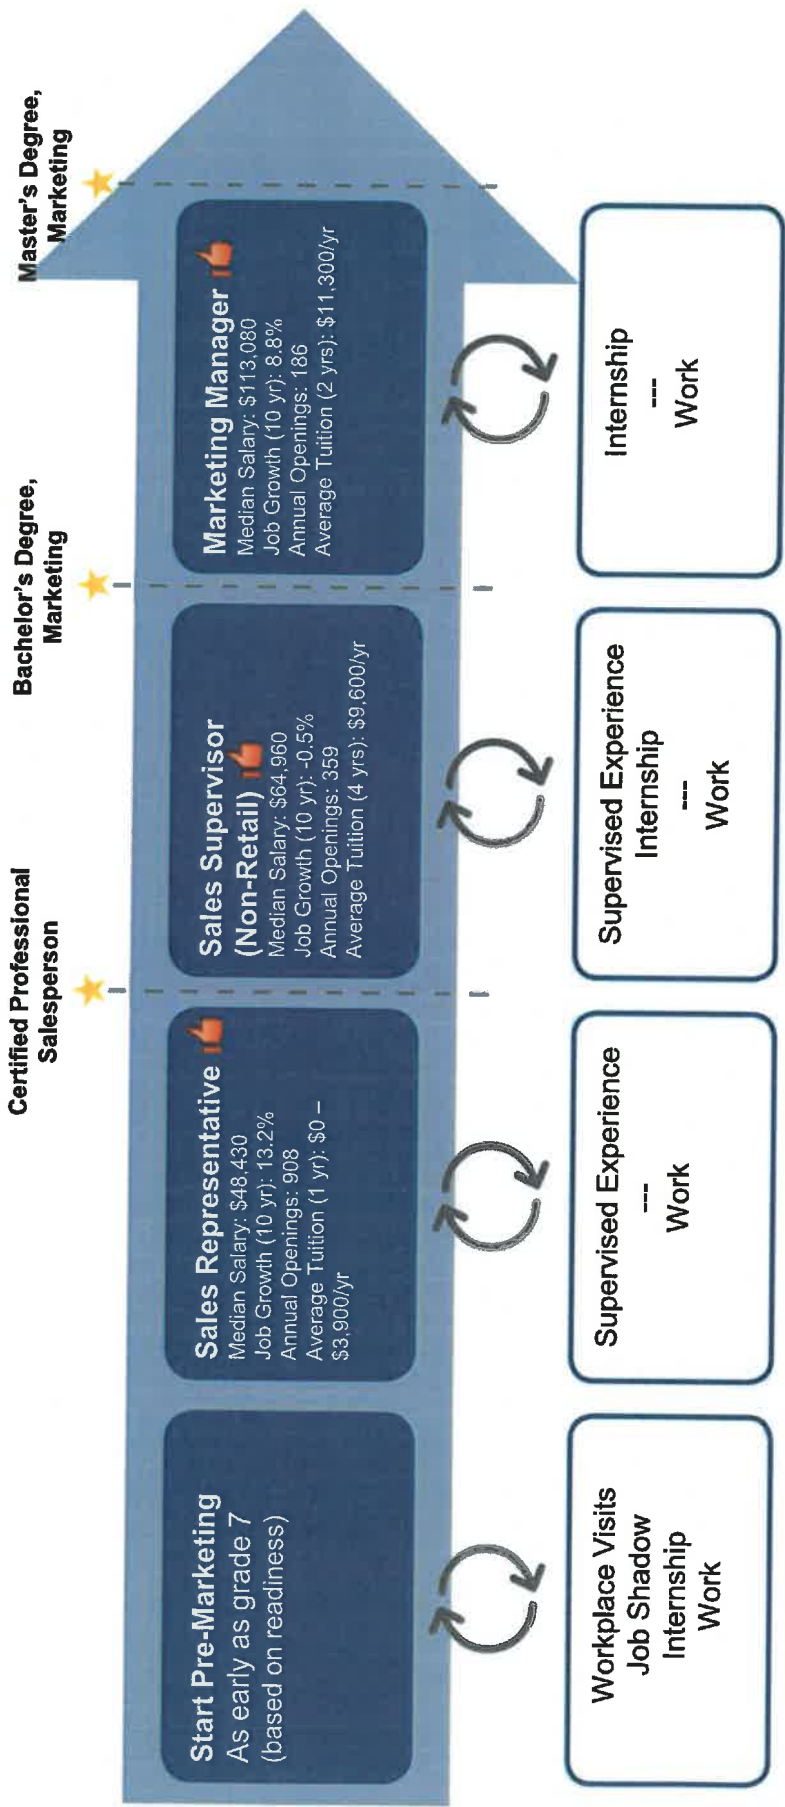 Certified Professional
Salesperson
Bachelor's Degree,
Marketing
Master's Degree,
Marketing
Start Pre-Marketing
As early as grade 7
(based on readiness)
Sales Representative
Median Salary: $48,430
Job Growth (10 yr): 13.2%
Annual Openings: 908
Average Tuition (1 yr): $0 –
$3,900/yr
Sales Supervisor
(Non-Retail)
Median Salary: $64,960
Job Growth (10 yr): -0.5%
Annual Openings: 359
Average Tuition (4 yrs): $9,600/yr
Marketing Manager
Median Salary: $113,080
Job Growth (10 yr): 8.8%
Annual Openings: 186
Average Tuition (2 yrs): $11,300/yr
Workplace Visits
Job Shadow
Internship
Work
Supervised Experience
---
Work
Supervised Experience
Internship
---
Work
Internship
---
Work